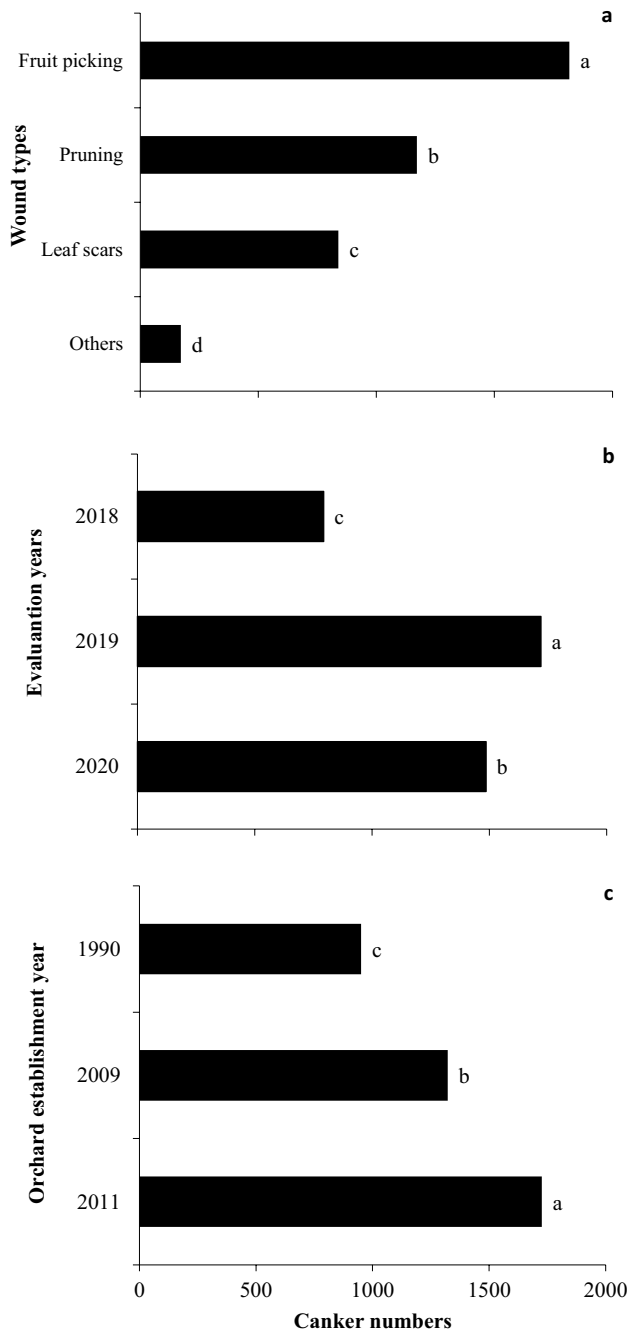 a
Wound types
Fruit picking
a
Pruning
b
Leaf scars
c
Others
d
b
Evaluantion years
2018
c
2019
a
2020
b
c
Orchard establishment year
1990
c
2009
b
2011
a
0 500 1000 1500 2000
Canker numbers